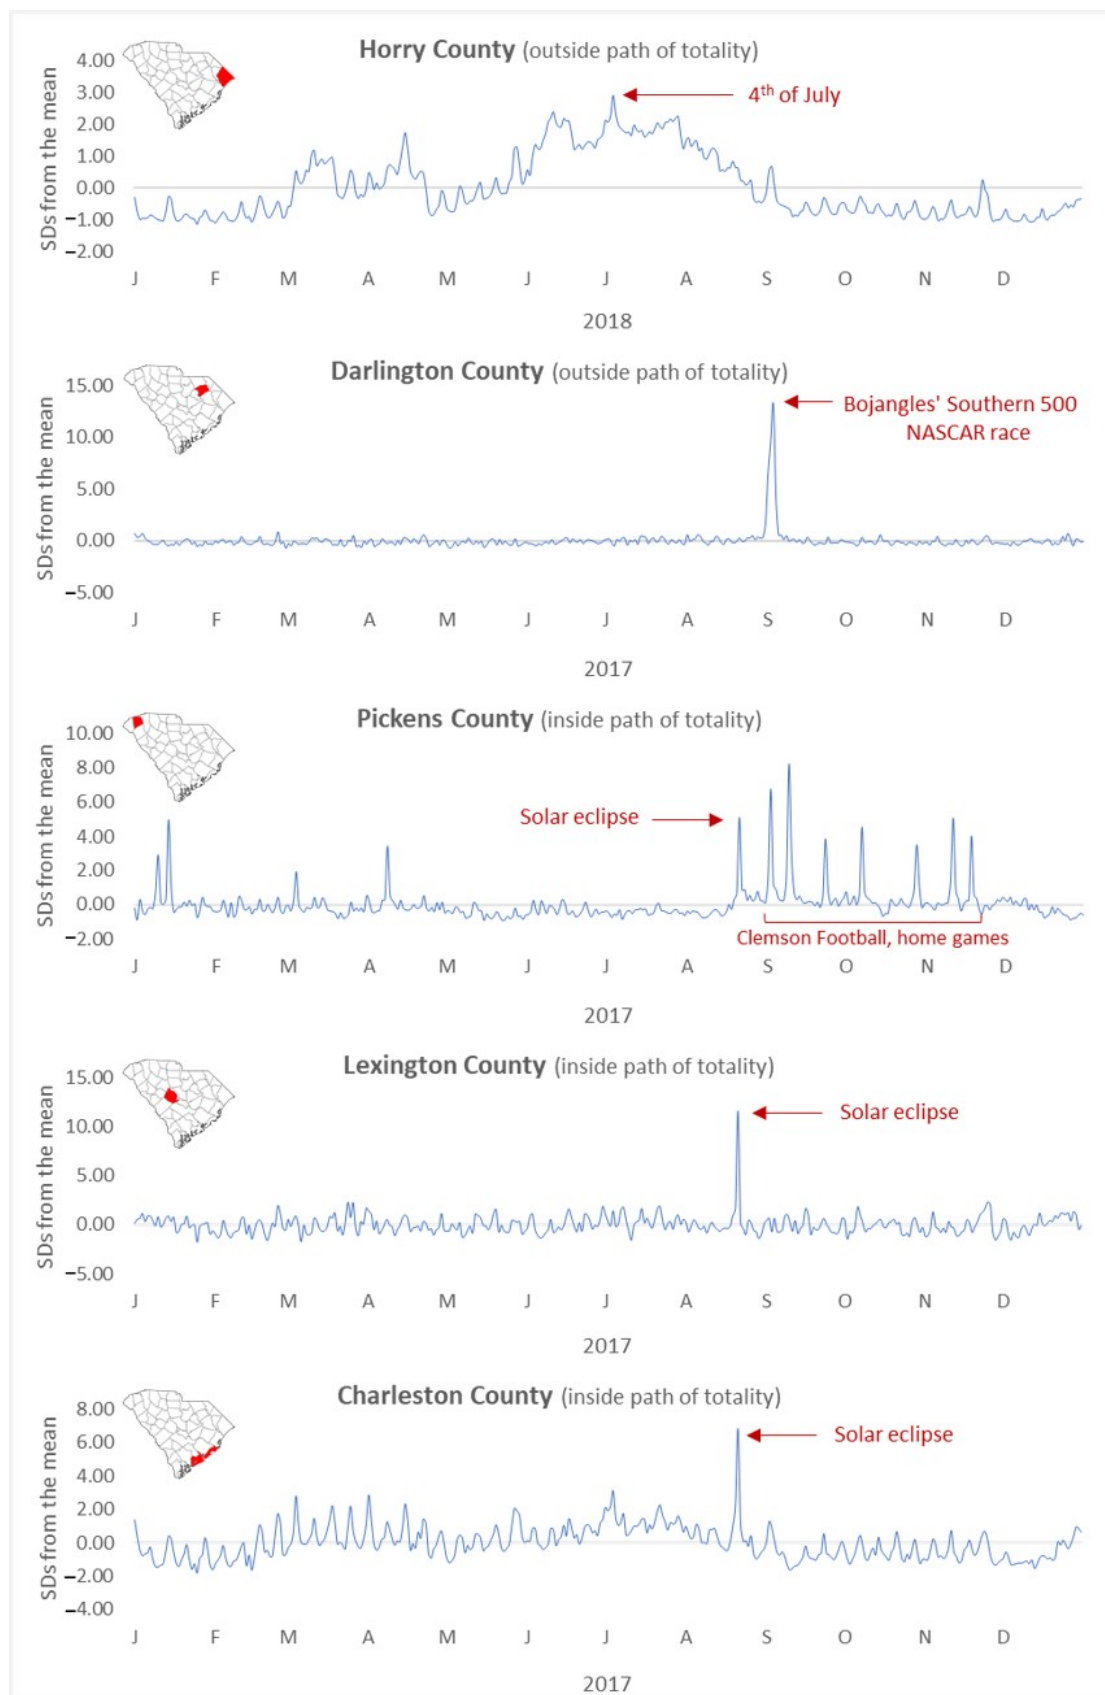 Horry County (outside path of totality)
SDs from the mean
4.00
3.00
2.00
1.00
0.00
−1.00
−2.00
4th of July
J F M A M J J A S O N D
2018
Darlington County (outside path of totality)
SDs from the mean
15.00
10.00
5.00
0.00
−5.00
Bojangles' Southern 500
NASCAR race
J F M A M J J A S O N D
2017
Pickens County (inside path of totality)
SDs from the mean
10.00
8.00
6.00
4.00
2.00
0.00
−2.00
Solar eclipse
Clemson Football, home games
J F M A M J J A S O N D
2017
Lexington County (inside path of totality)
SDs from the mean
15.00
10.00
5.00
0.00
−5.00
Solar eclipse
J F M A M J J A S O N D
2017
Charleston County (inside path of totality)
SDs from the mean
8.00
6.00
4.00
2.00
0.00
−2.00
−4.00
Solar eclipse
J F M A M J J A S O N D
2017